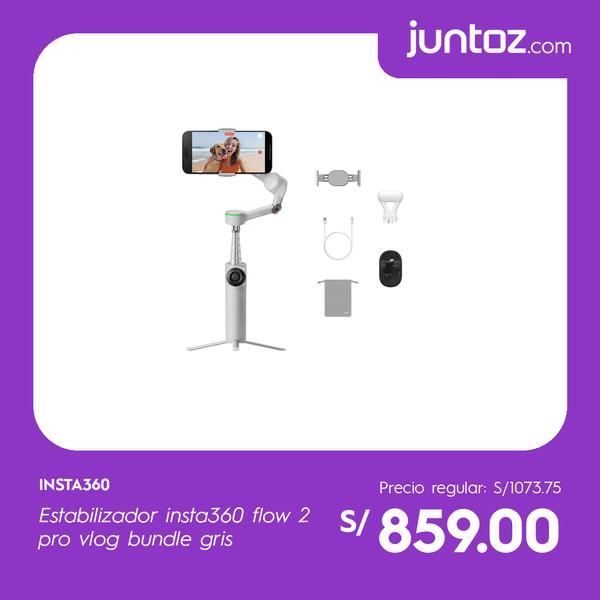 juntoz.com
INSTA360
Estabilizador insta360 flow 2
pro vlog bundle gris
Precio regular: S/1073.75
S/ 859.00